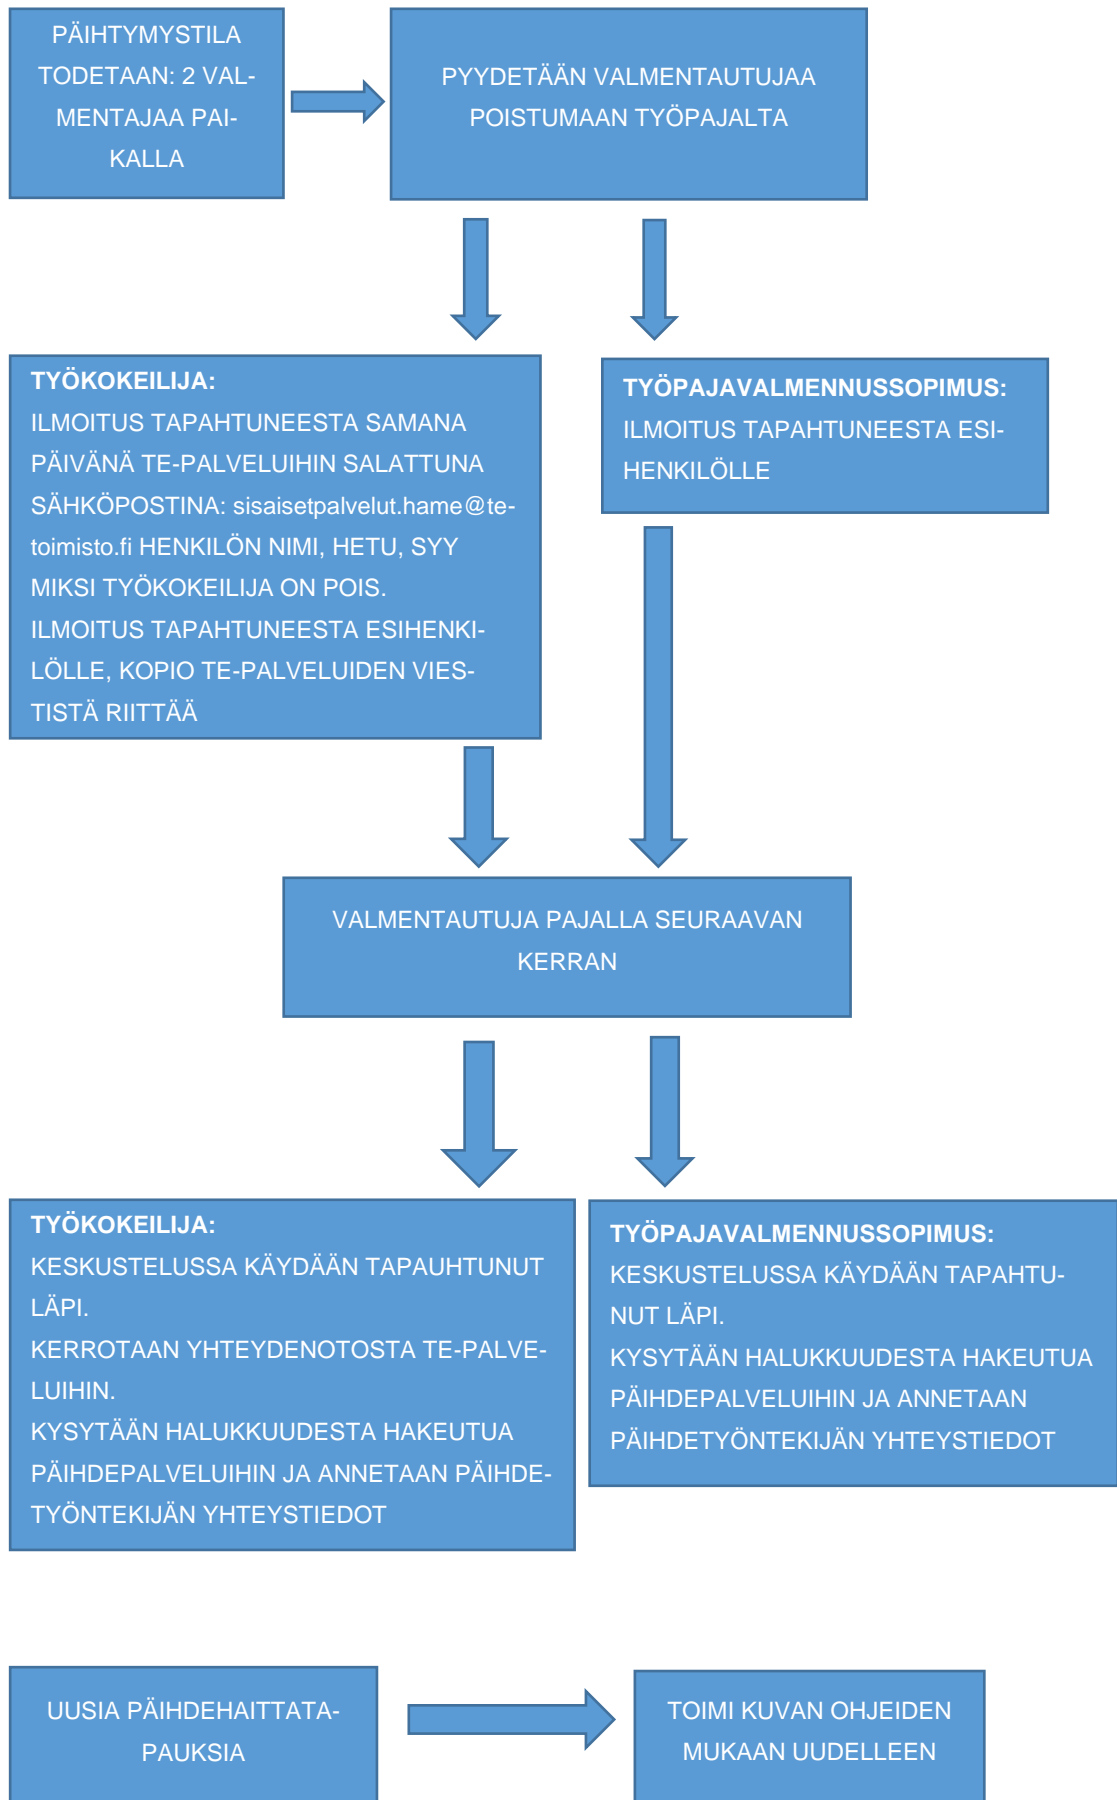 PÄIHTYMYSTILA
TODETAAN: 2 VAL-
MENTAJAA PAI-
KALLA
PYYDETÄÄN VALMENTAUTUJAA
POISTUMAAN TYÖPAJALTA
TYÖKOKEILIJA:
ILMOITUS TAPAHTUNEESTA SAMANA
PÄIVÄNÄ TE-PALVELUIHIN SALATTUNA
SÄHKÖPOSTINA: sisaisetpalvelut.hame@te-
toimisto.fi HENKILÖN NIMI, HETU, SYY
MIKSI TYÖKOKEILIJA ON POIS.
ILMOITUS TAPAHTUNEESTA ESIHENKI-
LÖLLE, KOPIO TE-PALVELUIDEN VIES-
TISTÄ RIITTÄÄ
TYÖPAJAVALMENNUSSOPIMUS:
ILMOITUS TAPAHTUNEESTA ESI-
HENKILÖLLE
VALMENTAUTUJA PAJALLA SEURAAVAN
KERRAN
TYÖKOKEILIJA:
KESKUSTELUSSA KÄYDÄÄN TAPAUHTUNUT
LÄPI.
KERROTAAN YHTEYDENOTOSTA TE-PALVE-
LUIHIN.
KYSYTÄÄN HALUKKUUDESTA HAKEUTUA
PÄIHDEPALVELUIHIN JA ANNETAAN PÄIHDE-
TYÖNTEKIJÄN YHTEYSTIEDOT
TYÖPAJAVALMENNUSSOPIMUS:
KESKUSTELUSSA KÄYDÄÄN TAPAHTU-
NUT LÄPI.
KYSYTÄÄN HALUKKUUDESTA HAKEUTUA
PÄIHDEPALVELUIHIN JA ANNETAAN
PÄIHDETYÖNTEKIJÄN YHTEYSTIEDOT
UUSIA PÄIHDEHAITTATA-
PAUKSIA
TOIMI KUVAN OHJEIDEN
MUKAAN UUDELLEEN